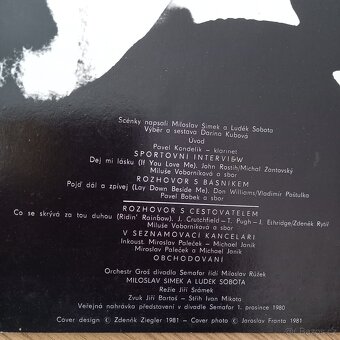 Scénky napsali Miloslav Šimek a Luděk Sobota
Výběr a sestava Darina Kubová
Úvod
Pavel Kondelík – klarinet
SPORTOVNÍ INTERVIEW
Dej mi lásku (If You Love Me). John Rostill/Michal Žantovský
Miluše Voborníková a sbor
ROZHOVOR S BÁSNÍKEM
Pojď dál a zpívej (Lay Down Beside Me) Don Williams/Vladimír Poštulka
Pavel Bobek a sbor
ROZHOVOR S CESTOVATELEM
Co se skrývá za tou duhou (Ridin' Rainbow). J. Crutchfield – T. Pugh – J. Ethridge/Zdeněk Rytíř
Miluše Voborníková a sbor
V SEZNAMOVACÍ KANCELÁŘI
Inkoust. Miroslav Paleček – Michael Janík
Miroslav Paleček a Michael Janík
OBCHODOVÁNÍ
Orchestr Groš divadla Semafor řídí Miloslav Růžek
MILOSLAV ŠIMEK A LUDĚK SOBOTA
Režie Jiří Šrámek
Zvuk Jiří Bartoš – Střih Ivan Mikota
Veřejná nahrávka představení v divadle Semafor 1. prosince 1980
Cover design © Zdeněk Ziegler 1981 – Cover photo © Jaroslav Franta 1981